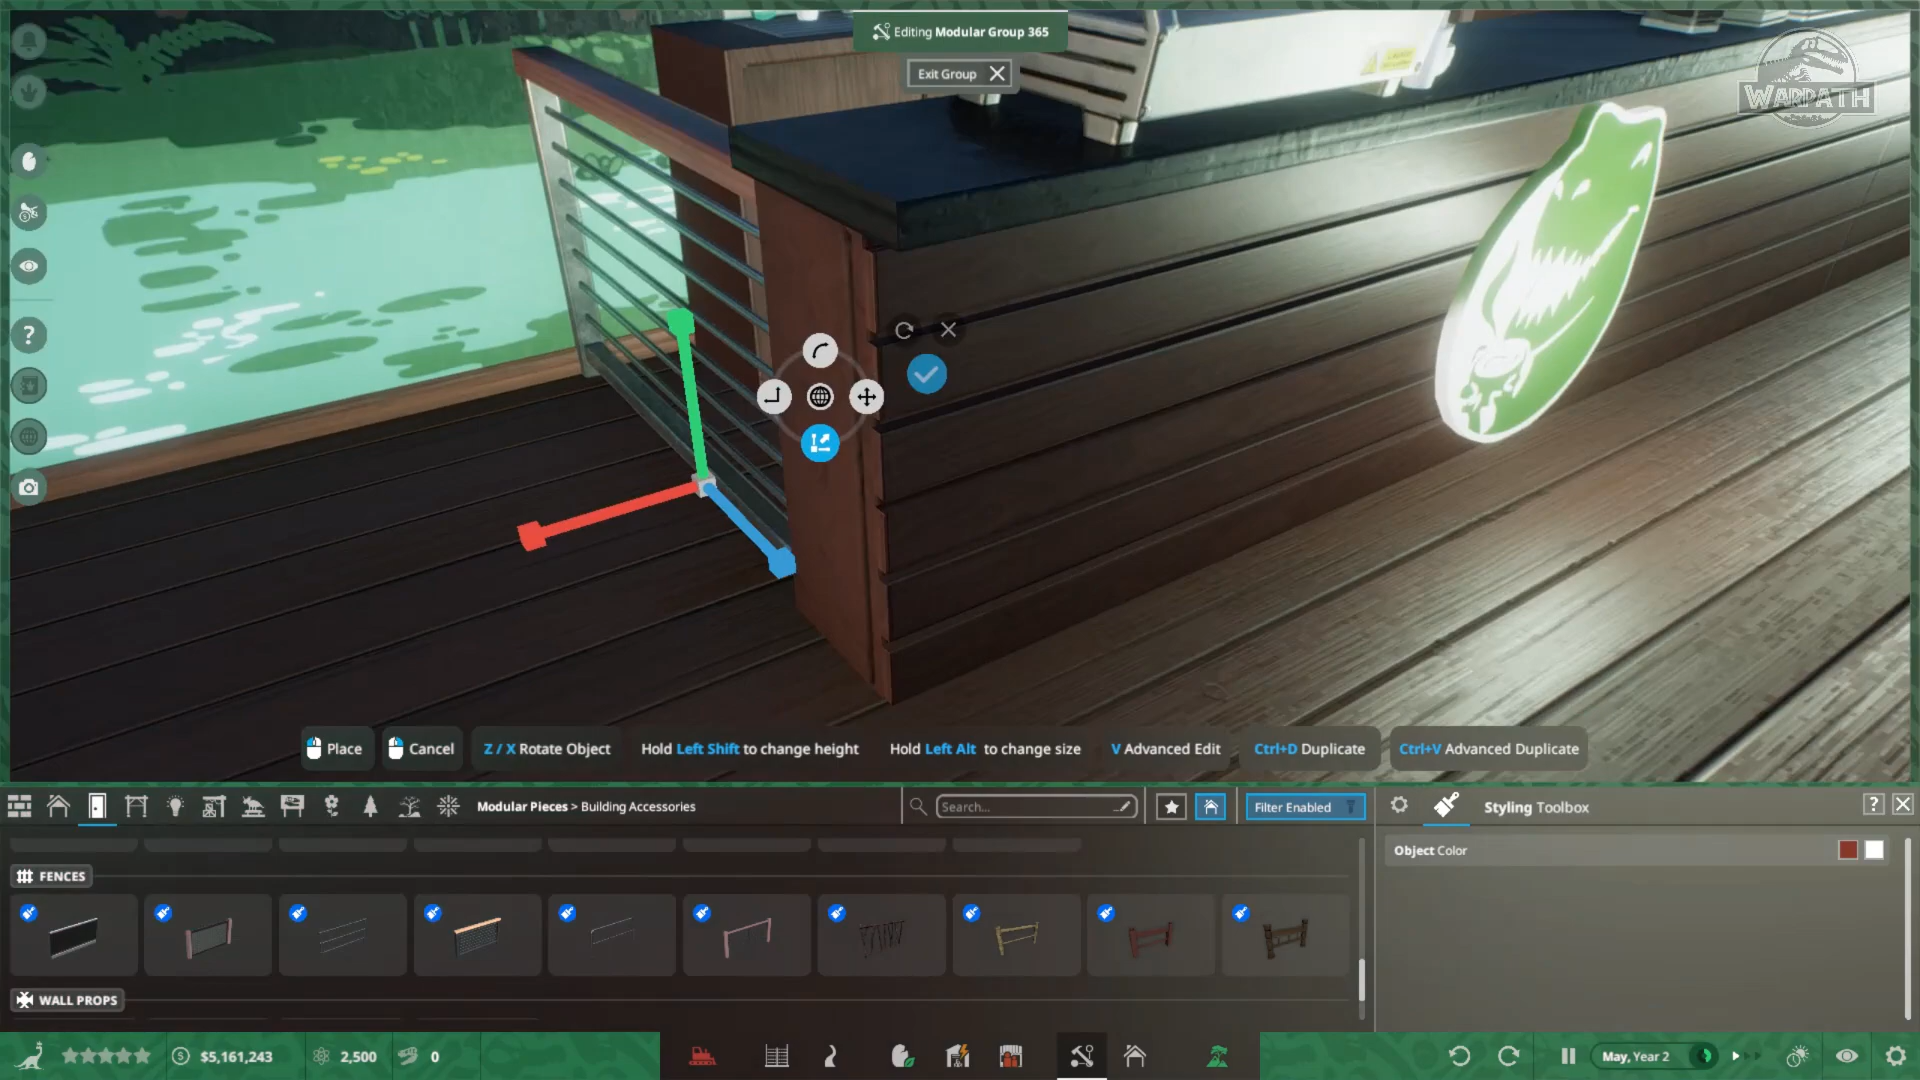 Editing Modular Group 365
Exit Group
WARPATH
Place
Cancel
Z / X Rotate Object
Hold Left Shift to change height
Hold Left Alt to change size
V Advanced Edit
Ctrl+D Duplicate
Ctrl+V Advanced Duplicate
Modular Pieces > Building Accessories
Search...
Filter Enabled
Styling Toolbox
?
Object Color
FENCES
WALL PROPS
$5,161,243
2,500
0
May, Year 2